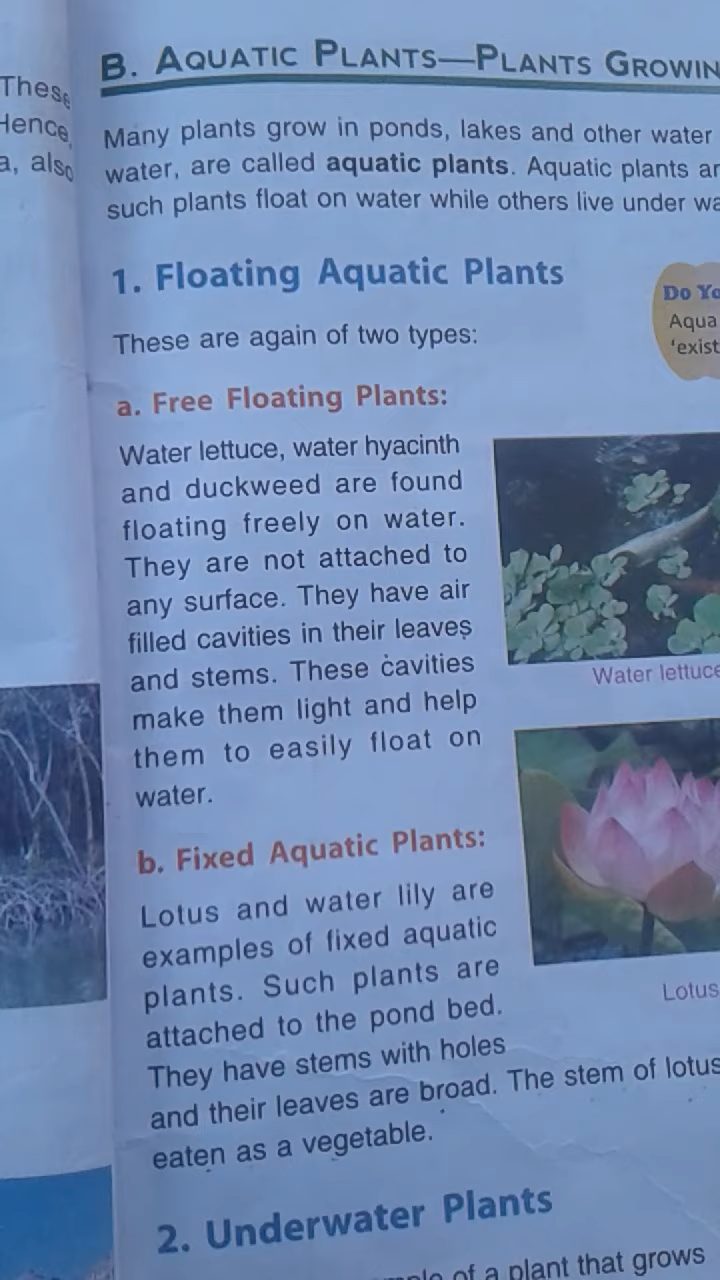 These
Hence,
a, also
B. AQUATIC PLANTS—PLANTS GROWIN
Many plants grow in ponds, lakes and other water
water, are called aquatic plants. Aquatic plants ar
such plants float on water while others live under wa
1. Floating Aquatic Plants
Do Yo
Aqua
'exist
These are again of two types:
a. Free Floating Plants:
Water lettuce, water hyacinth
and duckweed are found
floating freely on water.
They are not attached to
any surface. They have air
filled cavities in their leaves
and stems. These cavities
make them light and help
them to easily float on
water.
Water lettuce
b. Fixed Aquatic Plants:
Lotus and water lily are
examples of fixed aquatic
plants. Such plants are
attached to the pond bed.
They have stems with holes
and their leaves are broad. The stem of lotus
eaten as a vegetable.
Lotus
2. Underwater Plants
of a plant that grows